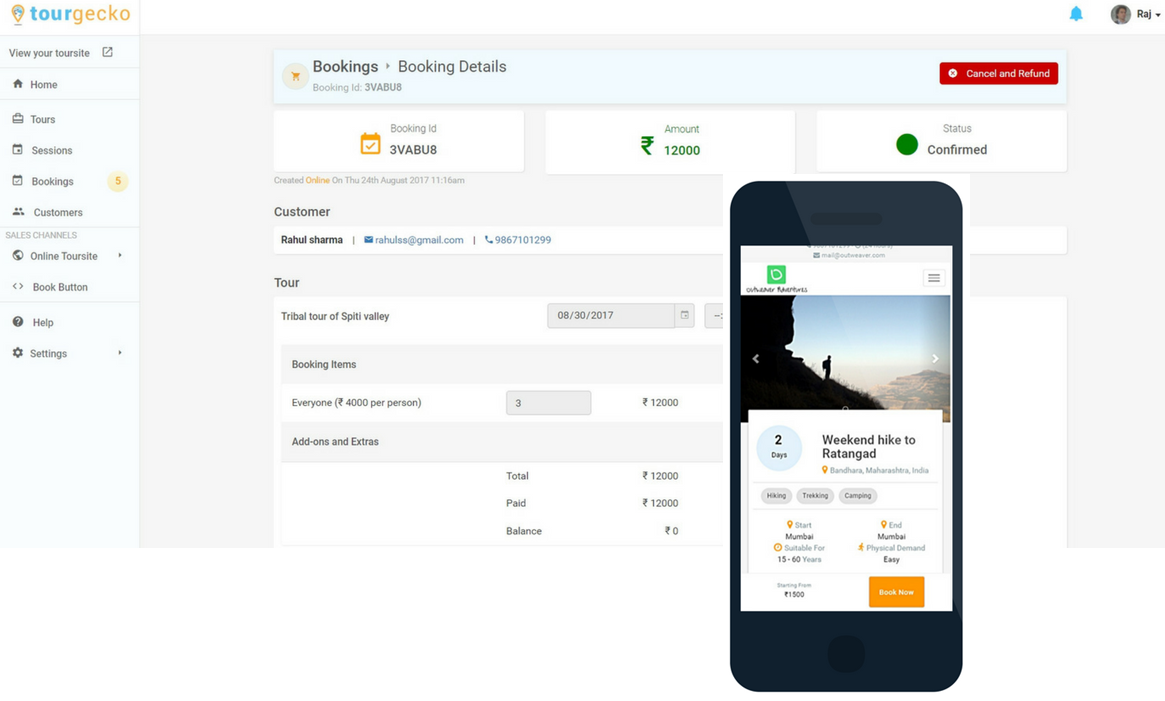 tourgecko
Raj
View your toursite
Home
Tours
Sessions
Bookings 5
Customers
SALES CHANNELS
Online Toursite
Book Button
Help
Settings
Bookings › Booking Details
Booking Id: 3VABU8
Cancel and Refund
Booking Id
3VABU8
Amount
₹ 12000
Status
Confirmed
Created Online On Thu 24th August 2017 11:16am
Customer
Rahul sharma | rahulss@gmail.com | 9867101299
Tour
Tribal tour of Spiti valley 08/30/2017 --:
Booking Items
Everyone (₹ 4000 per person) 3 ₹ 12000
Add-ons and Extras
Total ₹ 12000
Paid ₹ 12000
Balance ₹ 0
mail@outweaver.com
Outweaver Adventures
2
Days
Weekend hike to
Ratangad
Bandhara, Maharashtra, India
Hiking Trekking Camping
Start End
Mumbai Mumbai
Suitable For Physical Demand
15 - 60 Years Easy
Starting From
₹1500
Book Now